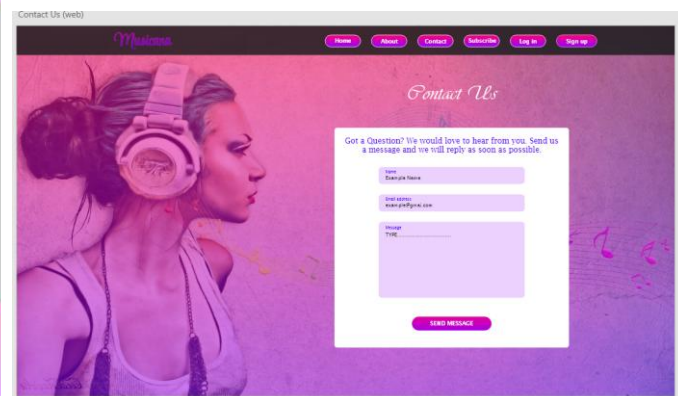 Contact Us (web)
Musicana
Home About Contact Subscribe Log in Sign up
Contact Us
Got a Question? We would love to hear from you. Send us
a message and we will reply as soon as possible.
Name
Example Name
Email address
example@gmail.com
Message
TYPE
SEND MESSAGE